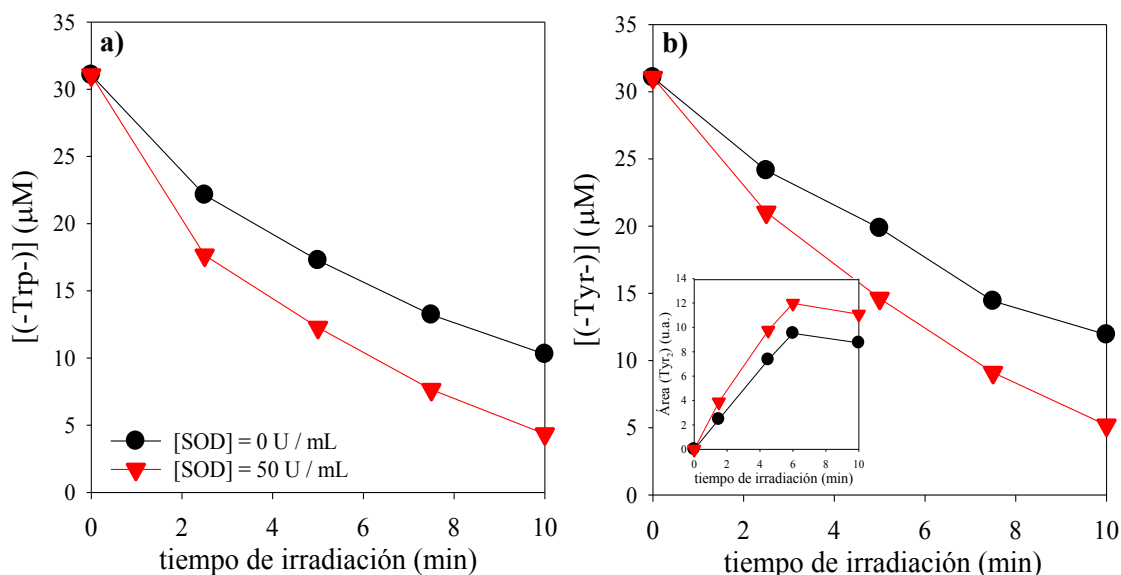 a)
35
30
25
20
15
10
5
0
[(-Trp-)] (μM)
[SOD] = 0 U / mL
[SOD] = 50 U / mL
0 2 4 6 8 10
tiempo de irradiación (min)
b)
35
30
25
20
15
10
5
0
[(-Tyr-)] (μM)
14
12
10
8
6
4
2
0
Área (Tyr2) (u.a.)
0 2 4 6 8 10
tiempo de irradiación (min)
0 2 4 6 8 10
tiempo de irradiación (min)